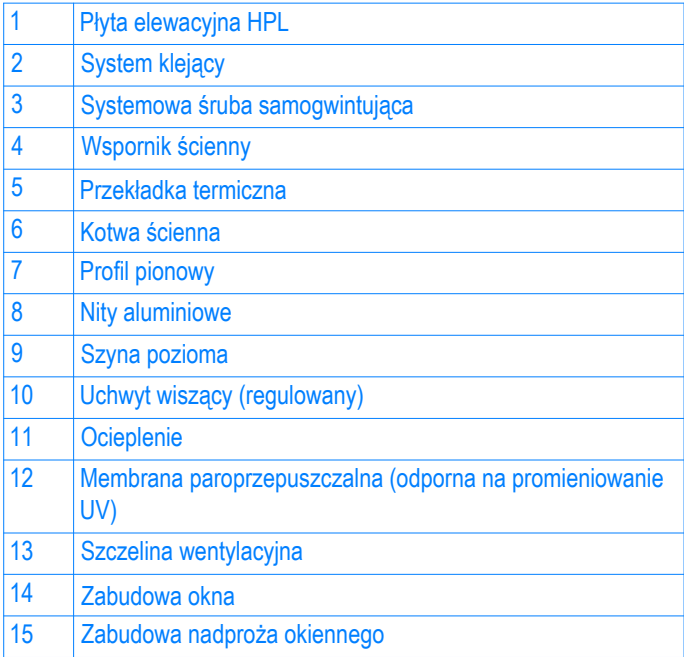 1 Płyta elewacyjna HPL
2 System klejący
3 Systemowa śruba samogwintująca
4 Wspornik ścienny
5 Przekładka termiczna
6 Kotwa ścienna
7 Profil pionowy
8 Nity aluminiowe
9 Szyna pozioma
10 Uchwyt wiszący (regulowany)
11 Ocieplenie
12 Membrana paroprzepuszczalna (odporna na promieniowanie
UV)
13 Szczelina wentylacyjna
14 Zabudowa okna
15 Zabudowa nadproża okiennego